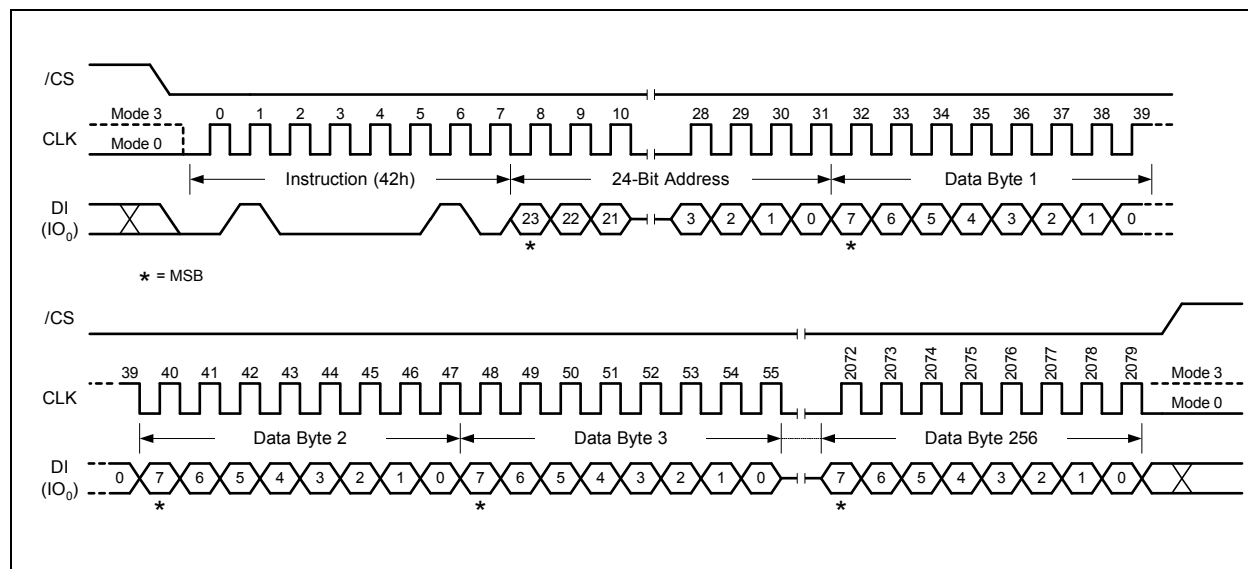 /CS
Mode 3 0 1 2 3 4 5 6 7 8 9 10 28 29 30 31 32 33 34 35 36 37 38 39
CLK Mode 0
Instruction (42h) 24-Bit Address Data Byte 1
DI
(IO0) 23 22 21 3 2 1 0 7 6 5 4 3 2 1 0
* *
* = MSB
/CS
39 40 41 42 43 44 45 46 47 48 49 50 51 52 53 54 55 2072 2073 2074 2075 2076 2077 2078 2079 Mode 3
CLK Mode 0
Data Byte 2 Data Byte 3 Data Byte 256
DI
(IO0) 0 7 6 5 4 3 2 1 0 7 6 5 4 3 2 1 0 7 6 5 4 3 2 1 0
* * *